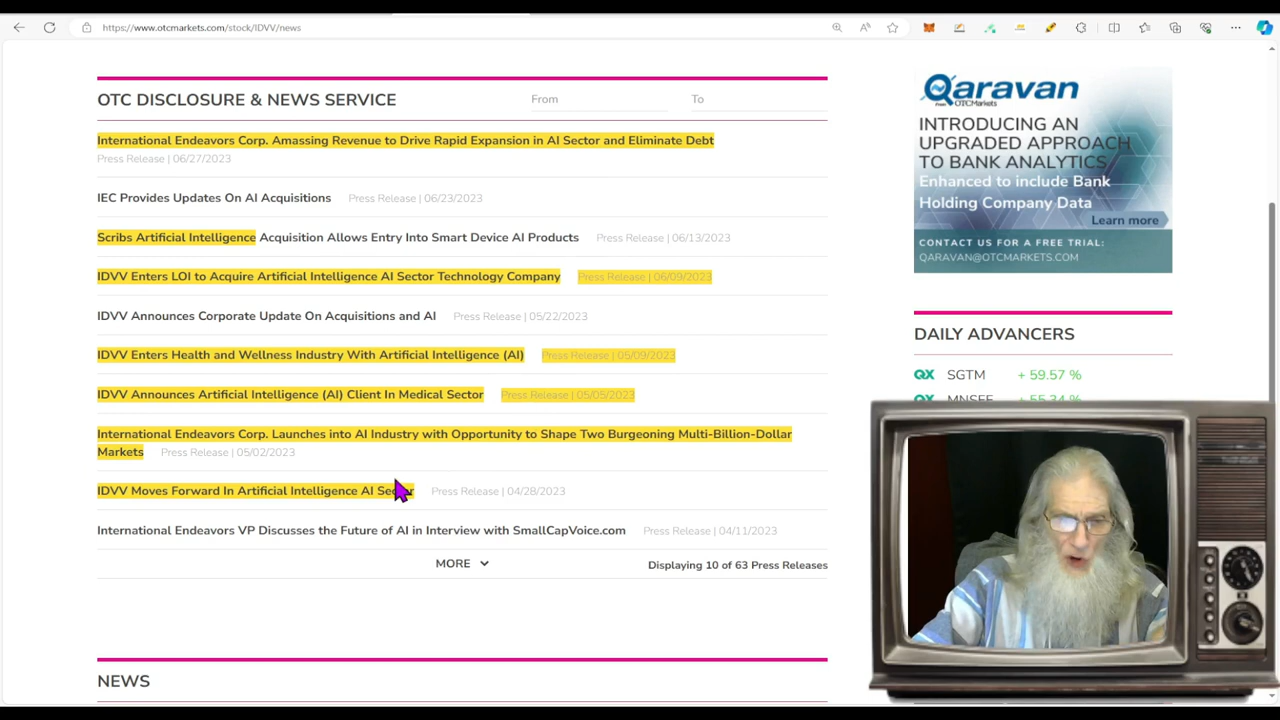 https://www.otcmarkets.com/stock/IDVV/news
OTC DISCLOSURE & NEWS SERVICE
From
To
International Endeavors Corp. Amassing Revenue to Drive Rapid Expansion in AI Sector and Eliminate Debt
Press Release | 06/27/2023
IEC Provides Update On AI Acquisitions Press Release | 06/23/2023
Scribs Artificial Intelligence Acquisition Allows Entry Into Smart Device AI Products Press Release | 06/13/2023
IDVV Enters LOI to Acquire Artificial Intelligence AI Sector Technology Company Press Release | 06/09/2023
IDVV Announces Corporate Update On Acquisitions and AI Press Release | 05/22/2023
IDVV Enters Health and Wellness Industry With Artificial Intelligence (AI) Press Release | 05/09/2023
IDVV Announces Artificial Intelligence (AI) Client In Medical Sector Press Release | 05/05/2023
International Endeavors Corp. Launches into AI Industry with Opportunity to Shape Two Burgeoning Multi-Billion-Dollar
Markets Press Release | 05/02/2023
IDVV Moves Forward In Artificial Intelligence AI Sector Press Release | 04/28/2023
International Endeavors VP Discusses the Future of AI in Interview with SmallCapVoice.com Press Release | 04/11/2023
MORE
Displaying 10 of 63 Press Releases
NEWS
Qaravan
From OTCMarkets
INTRODUCING AN
UPGRADED APPROACH
TO BANK ANALYTICS
Enhanced to include Bank
Holding Company Data
Learn more
CONTACT US FOR A FREE TRIAL:
QARAVAN@OTCMARKETS.COM
DAILY ADVANCERS
QX SGTM + 59.57 %
QX MNSEF + 55.34 %